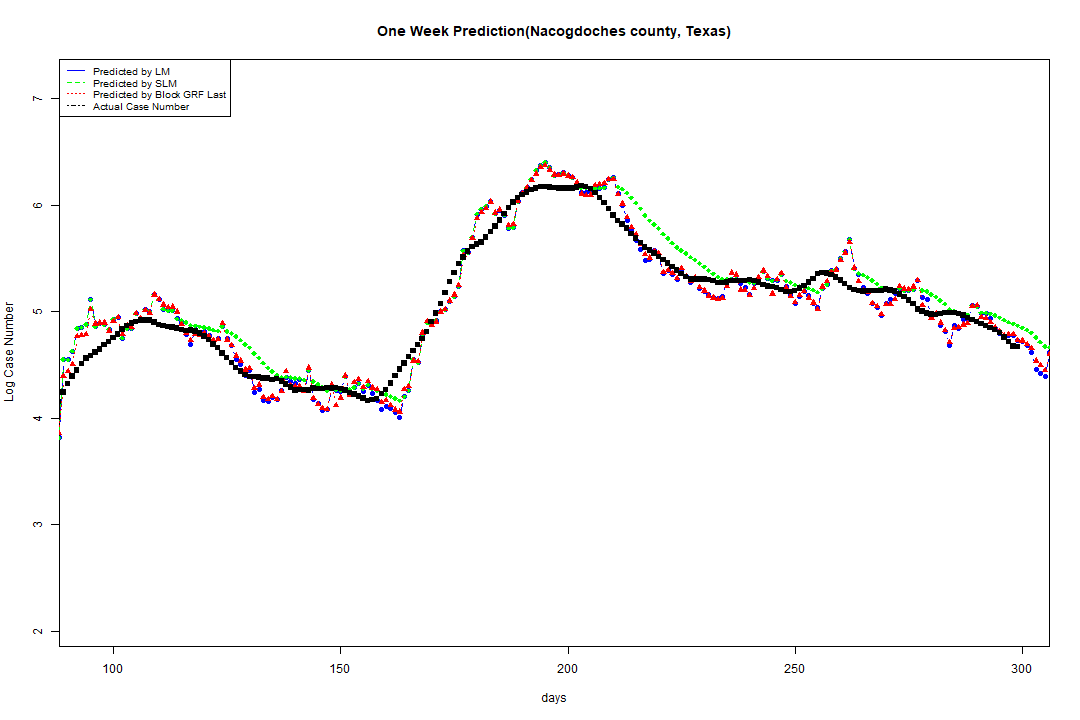 One Week Prediction(Nacogdoches county, Texas)
Predicted by LM
Predicted by SLM
Predicted by Block GRF Last
Actual Case Number
7
6
5
4
3
2
Log Case Number
100 150 200 250 300
days